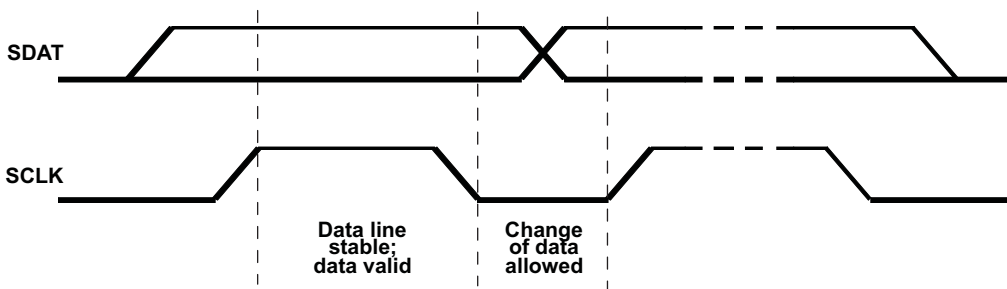 SDAT
SCLK
Data line
stable;
data valid
Change
of data
allowed